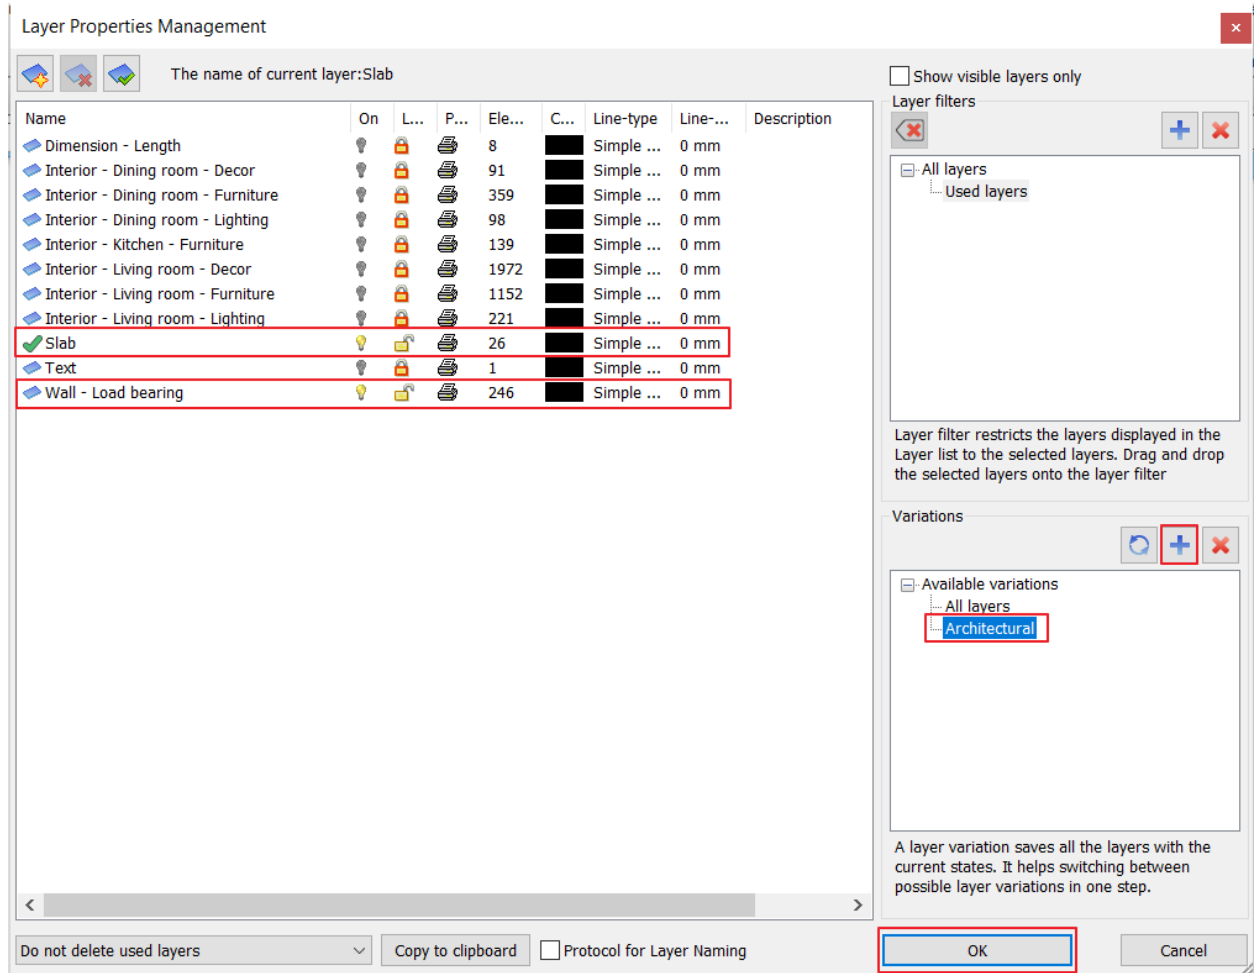 Layer Properties Management
The name of current layer:Slab
Show visible layers only
Name On L... P... Ele... C... Line-type Line-... Description
Dimension - Length 8 Simple ... 0 mm
Interior - Dining room - Decor 91 Simple ... 0 mm
Interior - Dining room - Furniture 359 Simple ... 0 mm
Interior - Dining room - Lighting 98 Simple ... 0 mm
Interior - Kitchen - Furniture 139 Simple ... 0 mm
Interior - Living room - Decor 1972 Simple ... 0 mm
Interior - Living room - Furniture 1152 Simple ... 0 mm
Interior - Living room - Lighting 221 Simple ... 0 mm
Slab 26 Simple ... 0 mm
Text 1 Simple ... 0 mm
Wall - Load bearing 246 Simple ... 0 mm
Layer filters
All layers
Used layers
Layer filter restricts the layers displayed in the
Layer list to the selected layers. Drag and drop
the selected layers onto the layer filter
Variations
Available variations
All layers
Architectural
A layer variation saves all the layers with the
current states. It helps switching between
possible layer variations in one step.
Do not delete used layers
Copy to clipboard
Protocol for Layer Naming
OK
Cancel